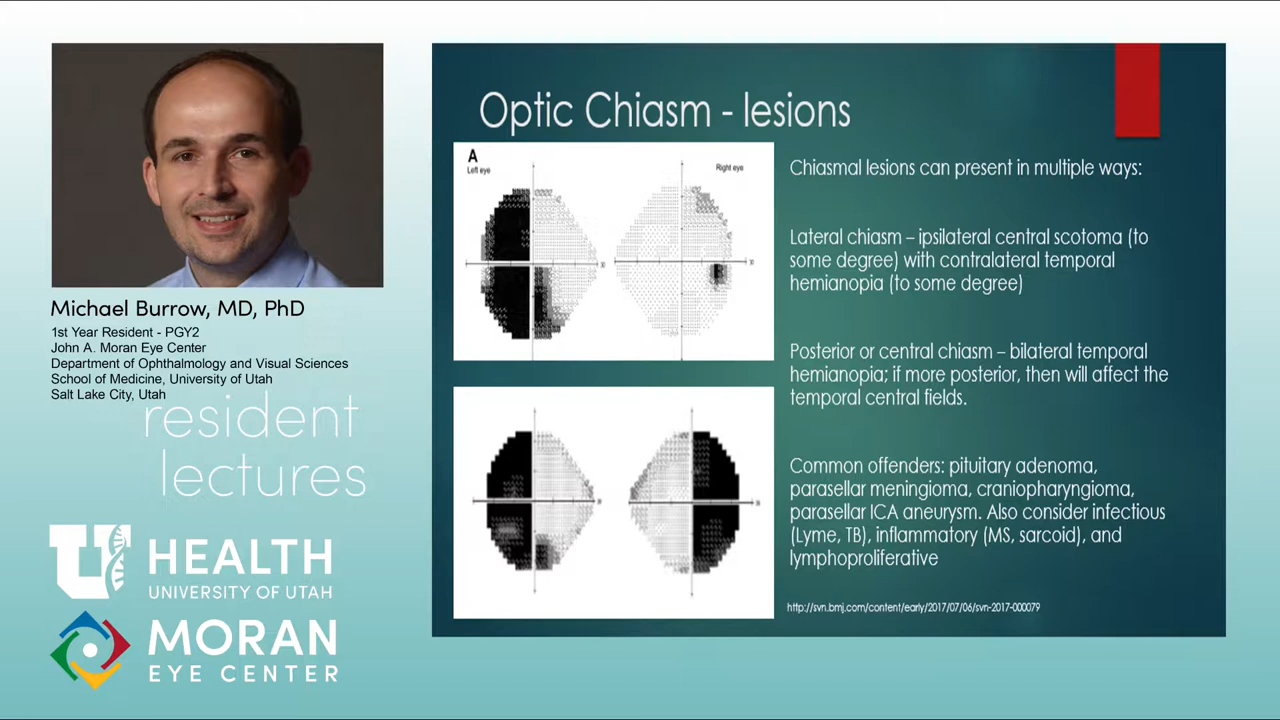 Optic Chiasm - lesions
A
Left eye
Right eye
30
30
30
30
Chiasmal lesions can present in multiple ways:
Lateral chiasm – ipsilateral central scotoma (to
some degree) with contralateral temporal
hemianopia (to some degree)
Posterior or central chiasm – bilateral temporal
hemianopia; if more posterior, then will affect the
temporal central fields.
Common offenders: pituitary adenoma,
parasellar meningioma, craniopharyngioma,
parasellar ICA aneurysm. Also consider infectious
(Lyme, TB), inflammatory (MS, sarcoid), and
lymphoproliferative
http://svn.bmj.com/content/early/2017/07/06/svn-2017-000079
Michael Burrow, MD, PhD
1st Year Resident - PGY2
John A. Moran Eye Center
Department of Ophthalmology and Visual Sciences
School of Medicine, University of Utah
Salt Lake City, Utah
resident
lectures
U HEALTH
UNIVERSITY OF UTAH
MORAN
EYE CENTER